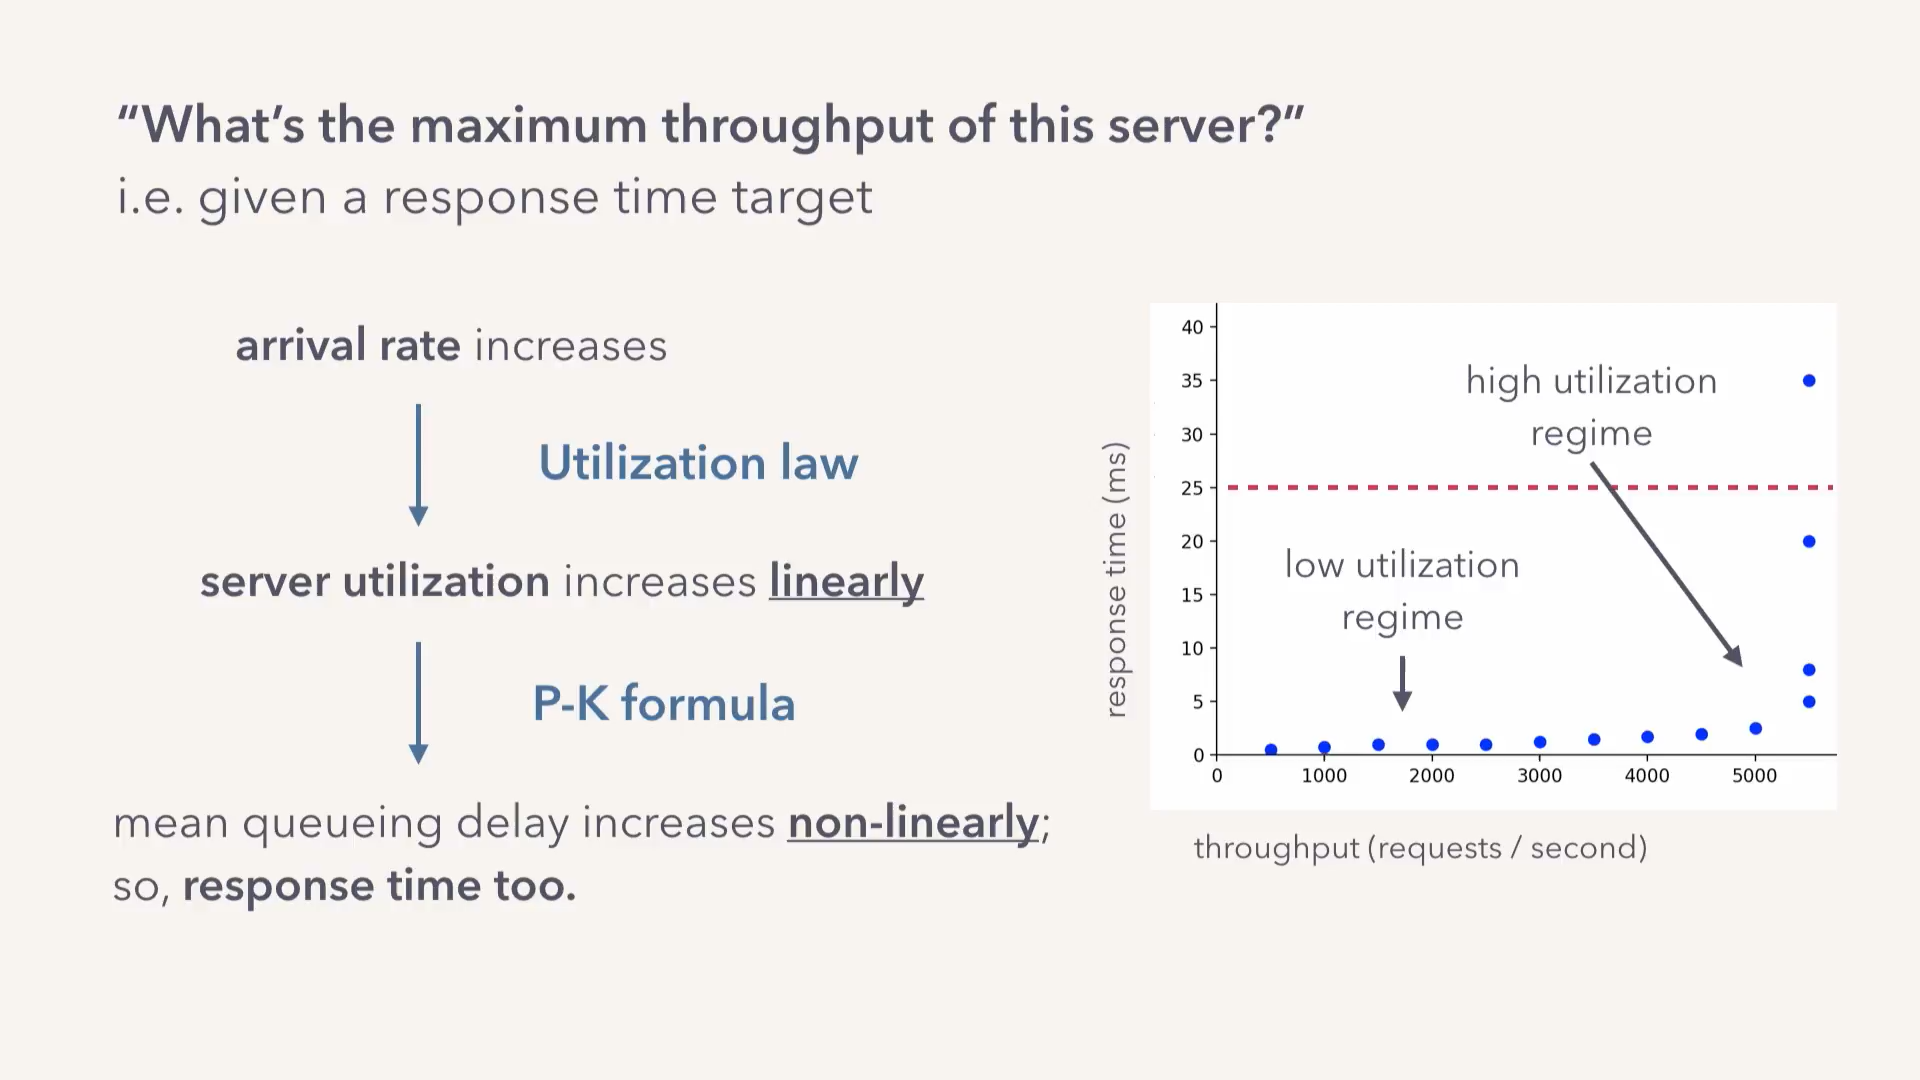 “What’s the maximum throughput of this server?”
i.e. given a response time target
arrival rate increases
Utilization law
server utilization increases linearly
P-K formula
mean queueing delay increases non-linearly;
so, response time too.
response time (ms)
40
35
30
25
20
15
10
5
0
high utilization
regime
low utilization
regime
0 1000 2000 3000 4000 5000
throughput (requests / second)